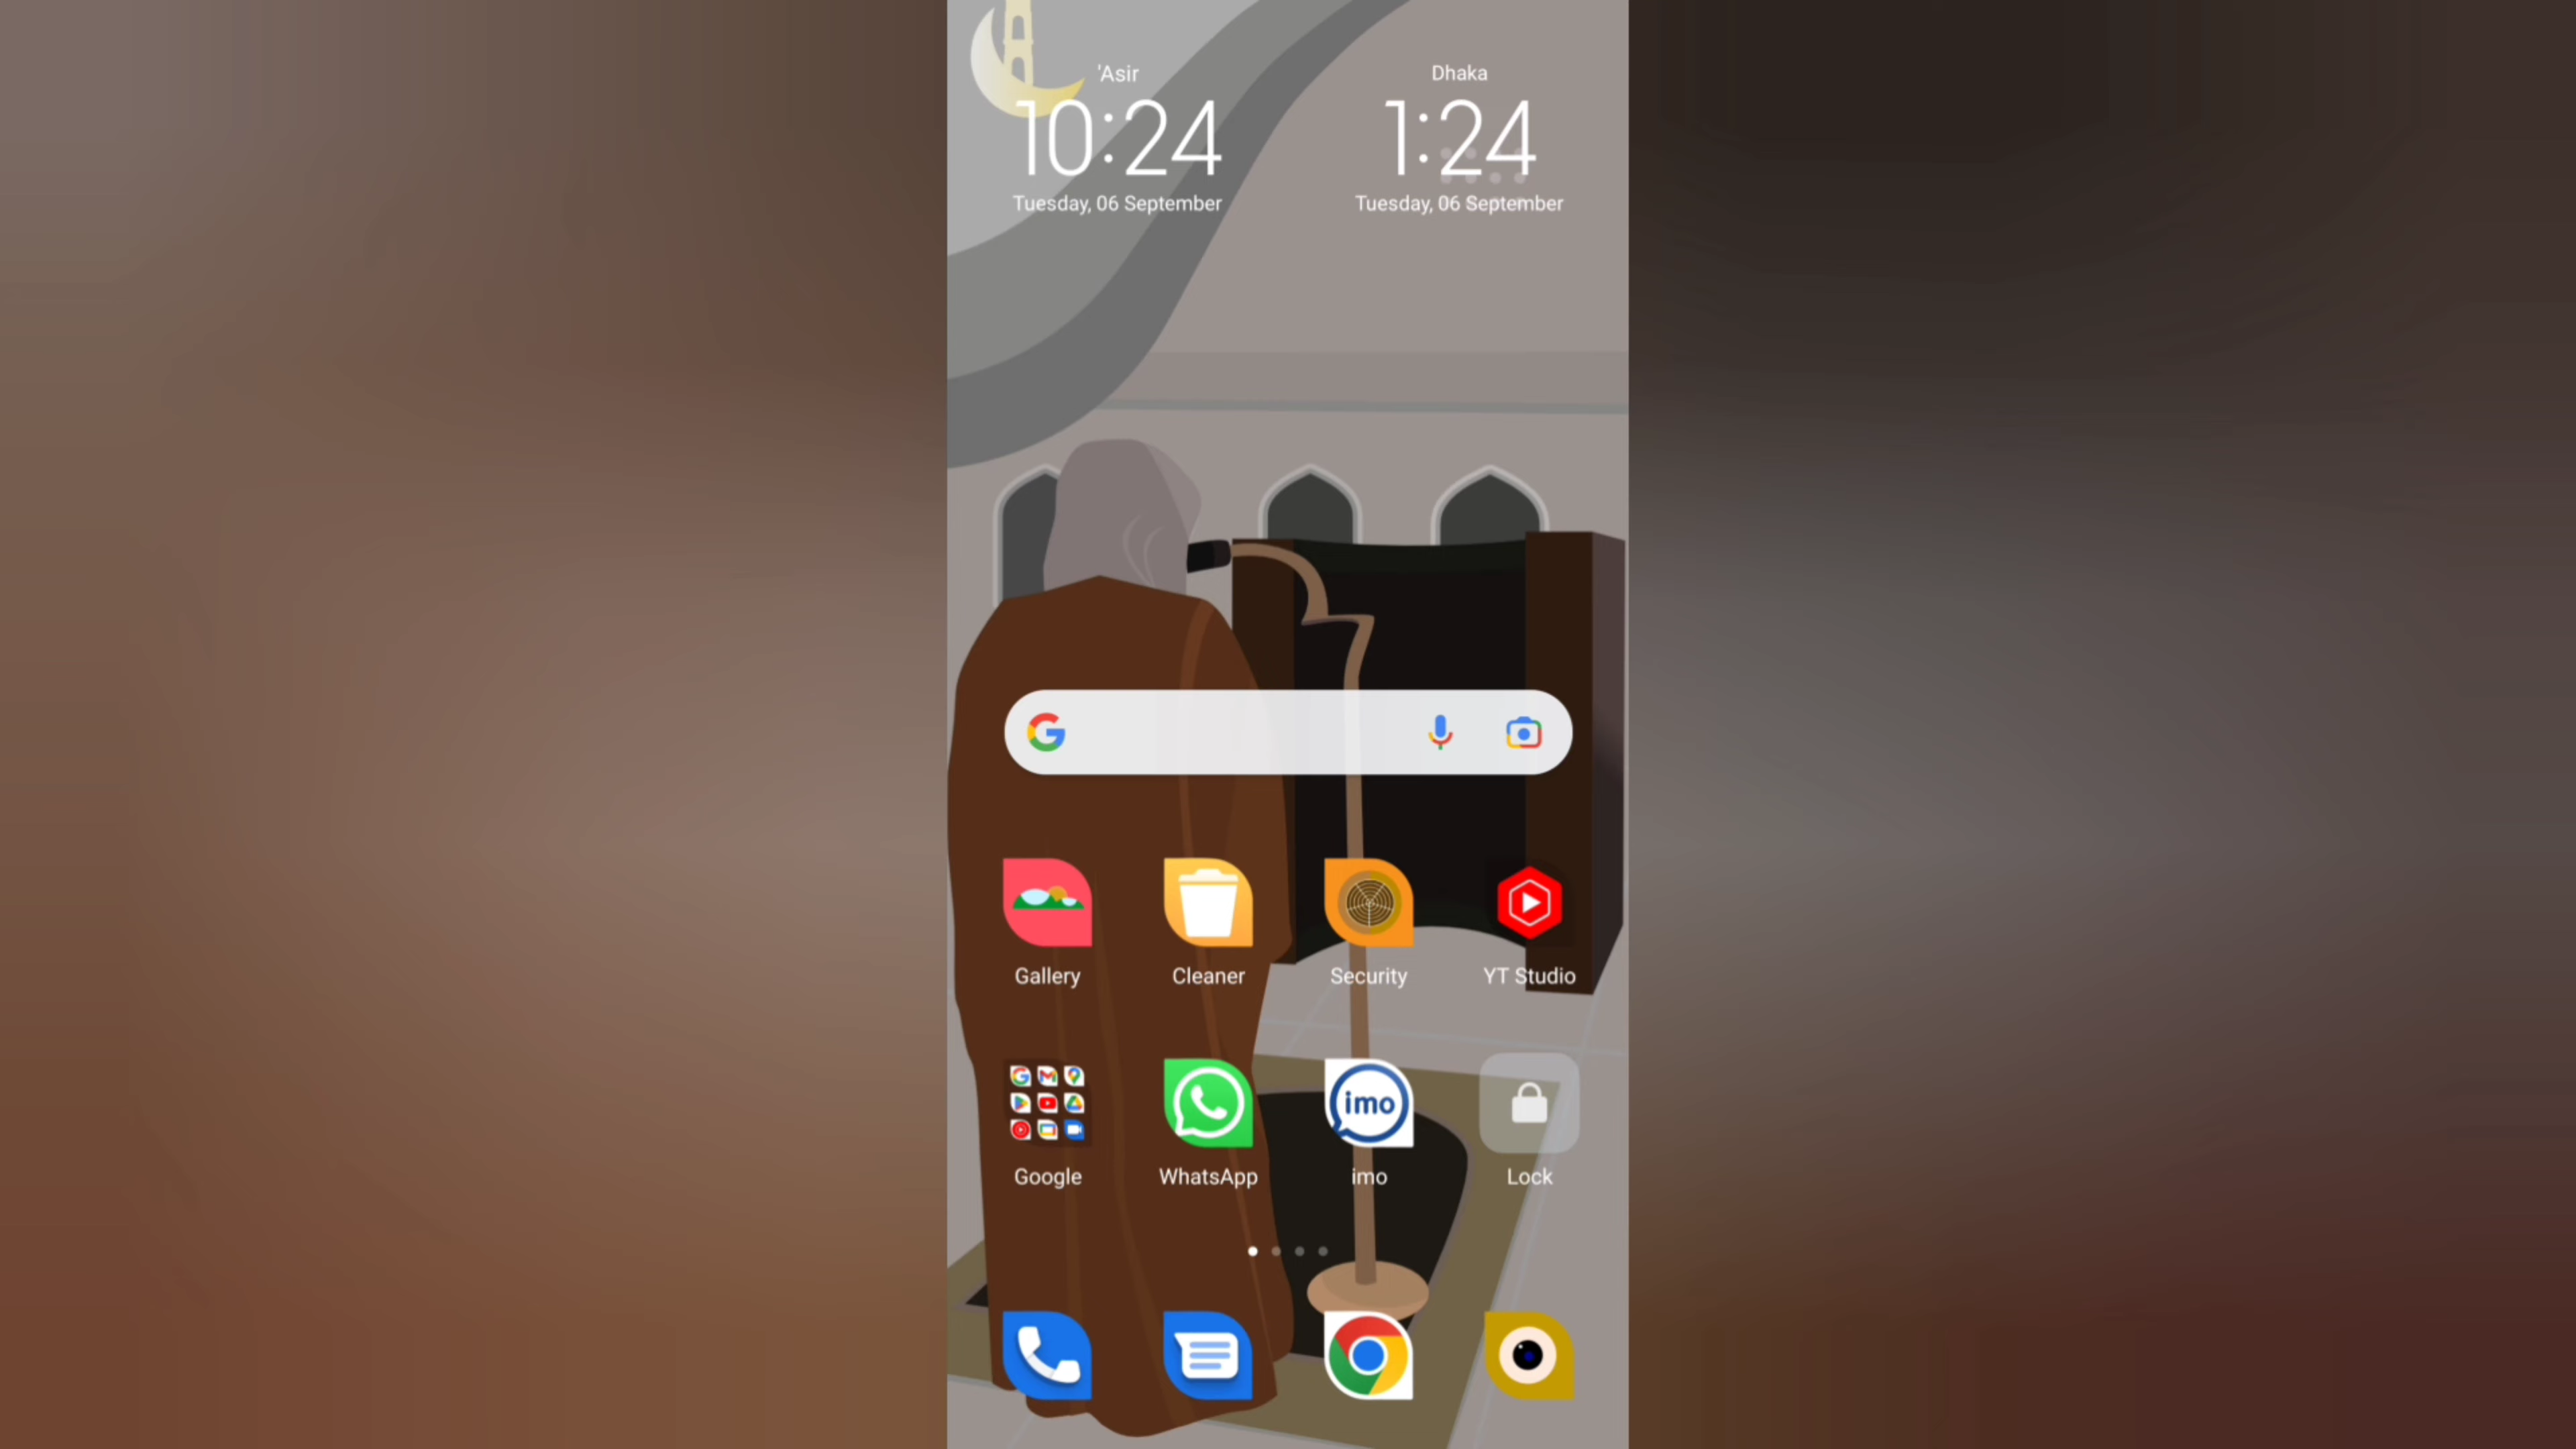 'Asir
10:24
Tuesday, 06 September
Dhaka
1:24
Tuesday, 06 September
Gallery
Cleaner
Security
YT Studio
Google
WhatsApp
imo
imo
Lock